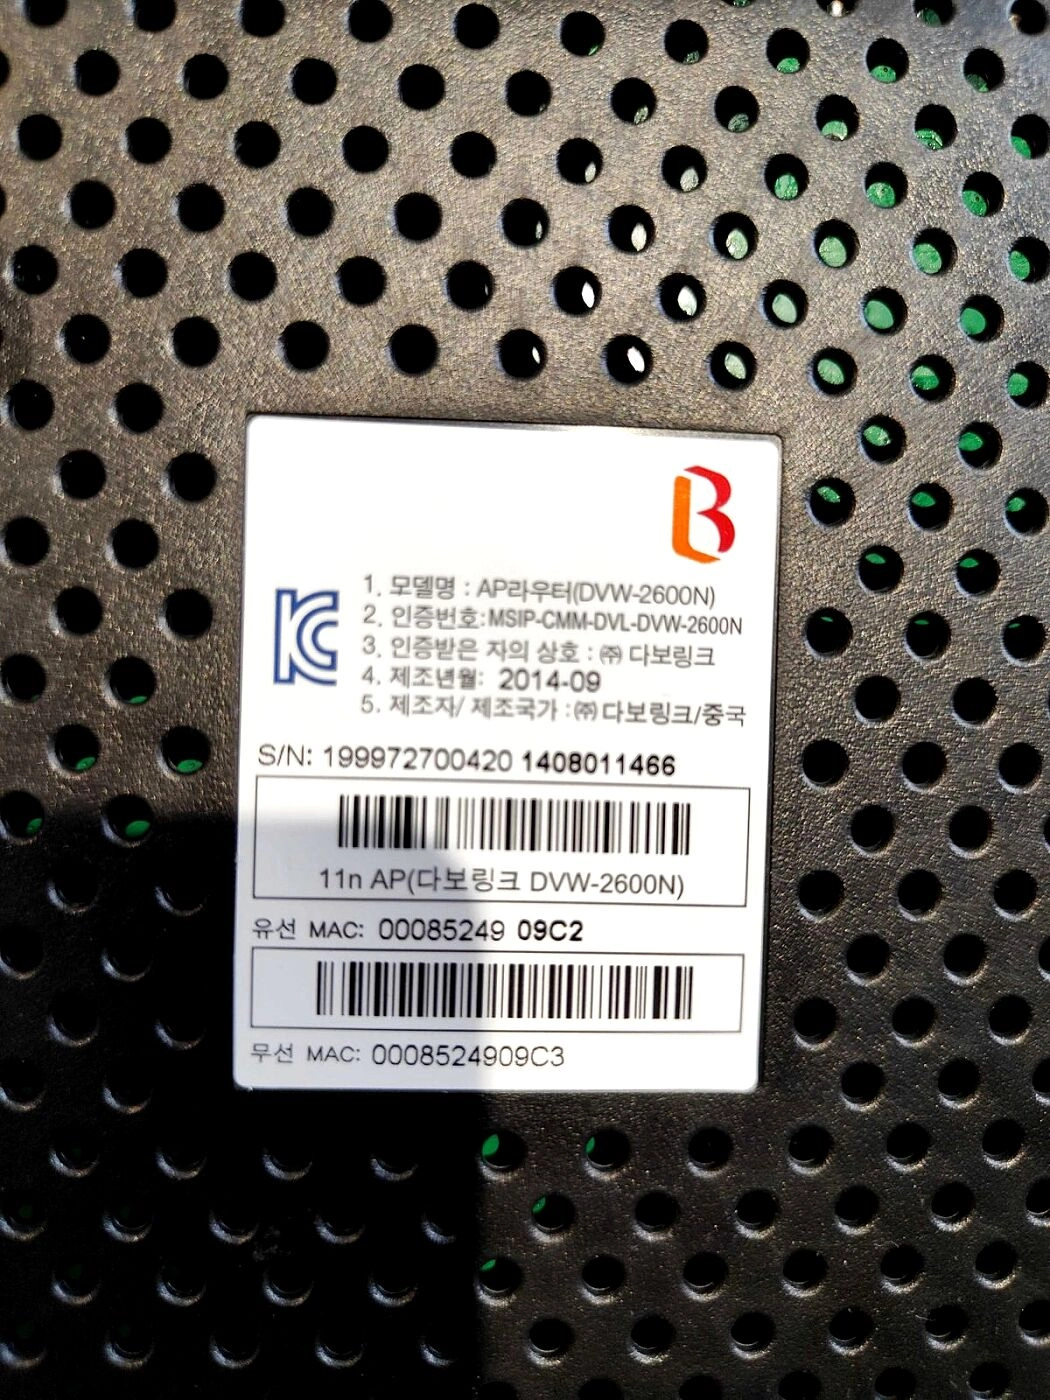 B
KC
1. 모델명 : AP라우터(DVW-2600N)
2. 인증번호:MSIP-CMM-DVL-DVW-2600N
3. 인증받은 자의 상호 : ㈜ 다보링크
4. 제조년월: 2014-09
5. 제조자/ 제조국가 :㈜다보링크/중국
S/N: 199972700420 1408011466
11n AP(다보링크 DVW-2600N)
유선 MAC: 00085249 09C2
무선 MAC: 0008524909C3